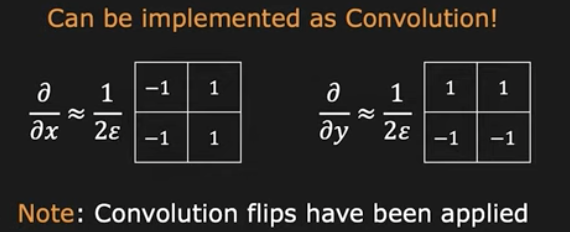 Can be implemented as Convolution!
∂/∂x ≈ 1/2ε
-1 1
-1 1
∂/∂y ≈ 1/2ε
1 1
-1 -1
Note: Convolution flips have been applied